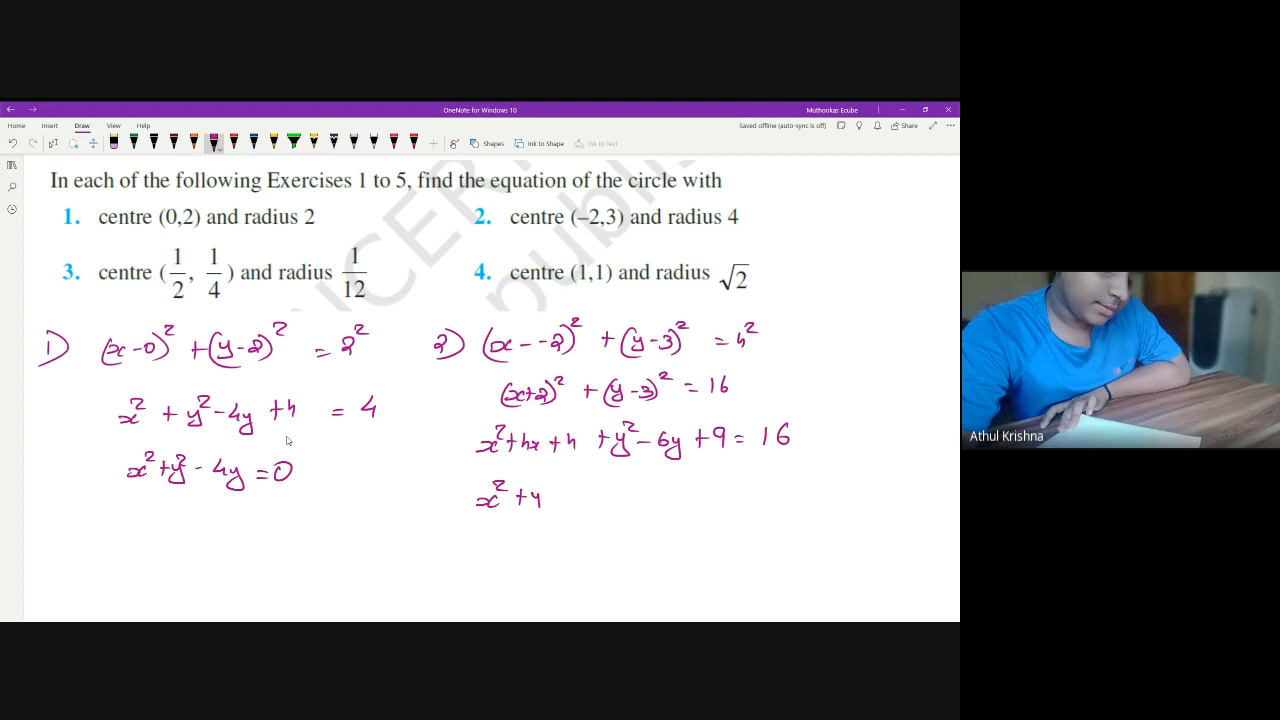 OneNote for Windows 10
Muthookas Ecube
Home Insert Draw View Help
Saved offline (auto-sync is off)
Share
Shapes Ink to Shape Ink to Text
In each of the following Exercises 1 to 5, find the equation of the circle with
1. centre (0,2) and radius 2
2. centre (–2,3) and radius 4
3. centre (1/2, 1/4) and radius 1/12
4. centre (1,1) and radius √2
1) (x-0)² + (y-2)² = 2²
x² + y² - 4y + 4 = 4
x² + y² - 4y = 0
2) (x - -2)² + (y-3)² = 4²
(x+2)² + (y-3)² = 16
x² + 4x + 4 + y² - 6y + 9 = 16
x² + y
Athul Krishna